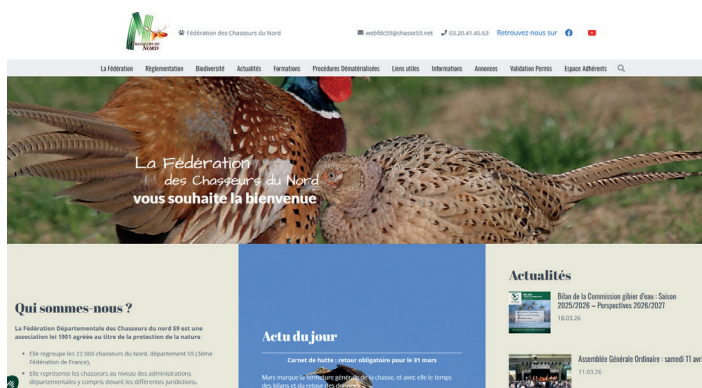 CHASSEURS DU
NORD
Fédération des Chasseurs du Nord
webfdc59@chasse59.net
03.20.41.45.63
Retrouvez-nous sur
La Fédération Règlementation Biodiversité Actualités Formations Procédures Dématérialisées Liens utiles Informations Annonces Validation Permis Espace Adhérents
La Fédération
des Chasseurs du Nord
vous souhaite la bienvenue
Qui sommes-nous ?
La Fédération Départementale des Chasseurs du nord 59 est une
association loi 1901 agréée au titre de la protection de la nature
Elle regroupe les 22 000 chasseurs du Nord, département 59 (3ème
Fédération de France).
Elle représente les chasseurs au niveau des administrations
départementales y compris devant les différentes juridictions.
Actu du jour
Carnet de hutte : retour obligatoire pour le 31 mars
Mars marque la fermeture générale de la chasse, et avec elle le temps
des bilans et du retour des
Actualités
Bilan de la Commission gibier d'eau : Saison
2025/2026 – Perspectives 2026/2027
18.03.26
Assemblée Générale Ordinaire : samedi 11 avri
11.03.26